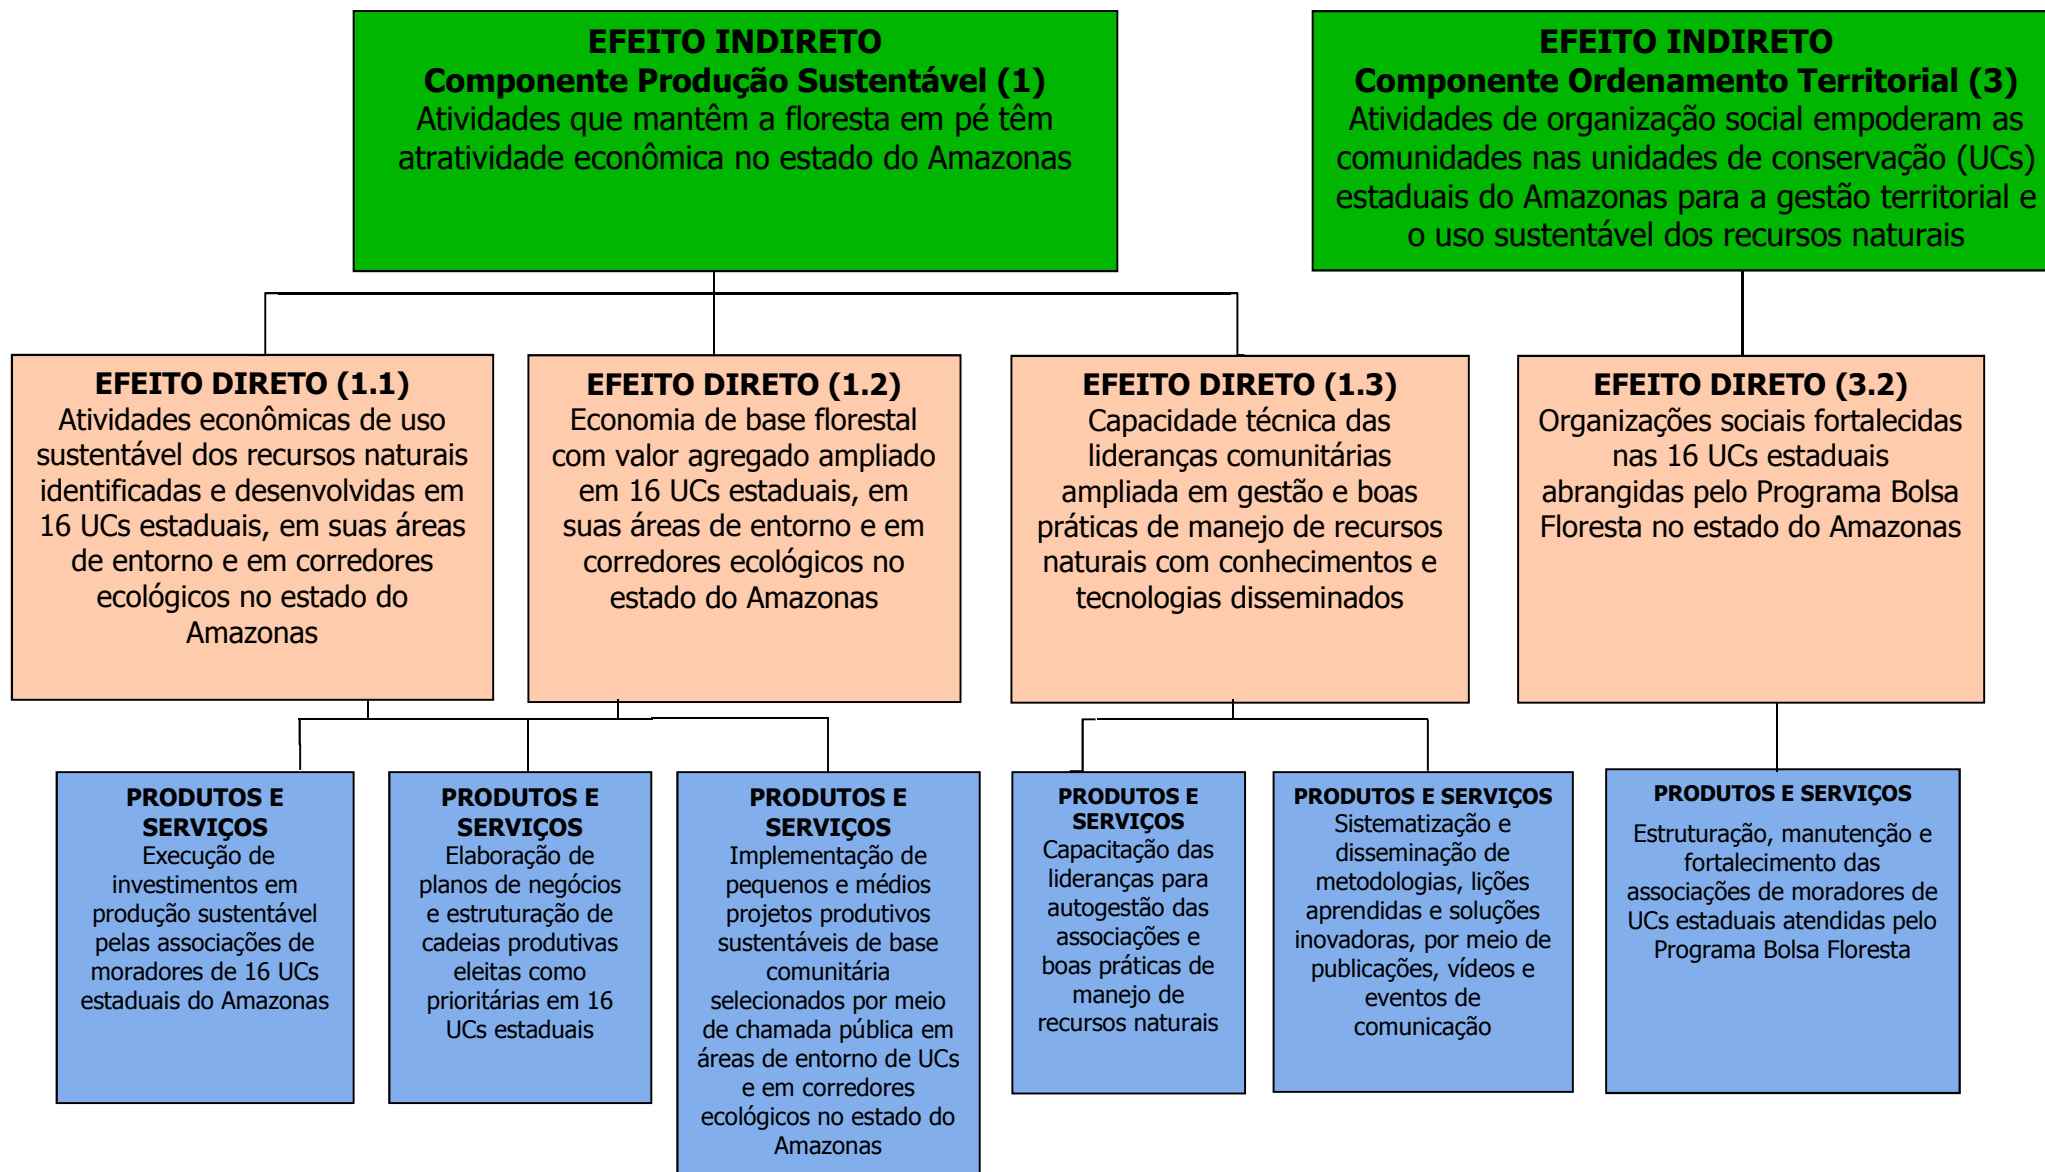 EFEITO INDIRETO
Componente Produção Sustentável (1)
Atividades que mantêm a floresta em pé têm
atratividade econômica no estado do Amazonas
EFEITO INDIRETO
Componente Ordenamento Territorial (3)
Atividades de organização social empoderam as
comunidades nas unidades de conservação (UCs)
estaduais do Amazonas para a gestão territorial e
o uso sustentável dos recursos naturais
EFEITO DIRETO (1.1)
Atividades econômicas de uso
sustentável dos recursos naturais
identificadas e desenvolvidas em
16 UCs estaduais, em suas áreas
de entorno e em corredores
ecológicos no estado do
Amazonas
EFEITO DIRETO (1.2)
Economia de base florestal
com valor agregado ampliado
em 16 UCs estaduais, em
suas áreas de entorno e em
corredores ecológicos no
estado do Amazonas
EFEITO DIRETO (1.3)
Capacidade técnica das
lideranças comunitárias
ampliada em gestão e boas
práticas de manejo de recursos
naturais com conhecimentos e
tecnologias disseminados
EFEITO DIRETO (3.2)
Organizações sociais fortalecidas
nas 16 UCs estaduais
abrangidas pelo Programa Bolsa
Floresta no estado do Amazonas
PRODUTOS E
SERVIÇOS
Execução de
investimentos em
produção sustentável
pelas associações de
moradores de 16 UCs
estaduais do Amazonas
PRODUTOS E
SERVIÇOS
Elaboração de
planos de negócios
e estruturação de
cadeias produtivas
eleitas como
prioritárias em 16
UCs estaduais
PRODUTOS E
SERVIÇOS
Implementação de
pequenos e médios
projetos produtivos
sustentáveis de base
comunitária
selecionados por meio
de chamada pública em
áreas de entorno de UCs
e em corredores
ecológicos no estado do
Amazonas
PRODUTOS E
SERVIÇOS
Capacitação das
lideranças para
autogestão das
associações e
boas práticas de
manejo de
recursos naturais
PRODUTOS E SERVIÇOS
Sistematização e
disseminação de
metodologias, lições
aprendidas e soluções
inovadoras, por meio de
publicações, vídeos e
eventos de
comunicação
PRODUTOS E SERVIÇOS
Estruturação, manutenção e
fortalecimento das
associações de moradores de
UCs estaduais atendidas pelo
Programa Bolsa Floresta